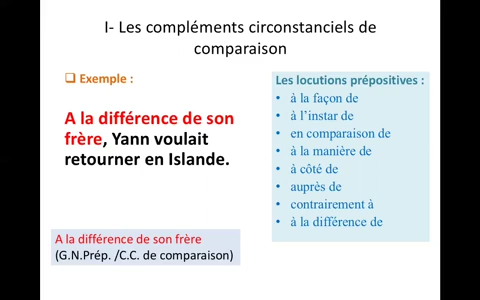 I- Les compléments circonstanciels de
comparaison
Exemple :
A la différence de son
frère, Yann voulait
retourner en Islande.
A la différence de son frère
(G.N.Prép. /C.C. de comparaison)
Les locutions prépositives :
• à la façon de
• à l’instar de
• en comparaison de
• à la manière de
• à côté de
• auprès de
• contrairement à
• à la différence de